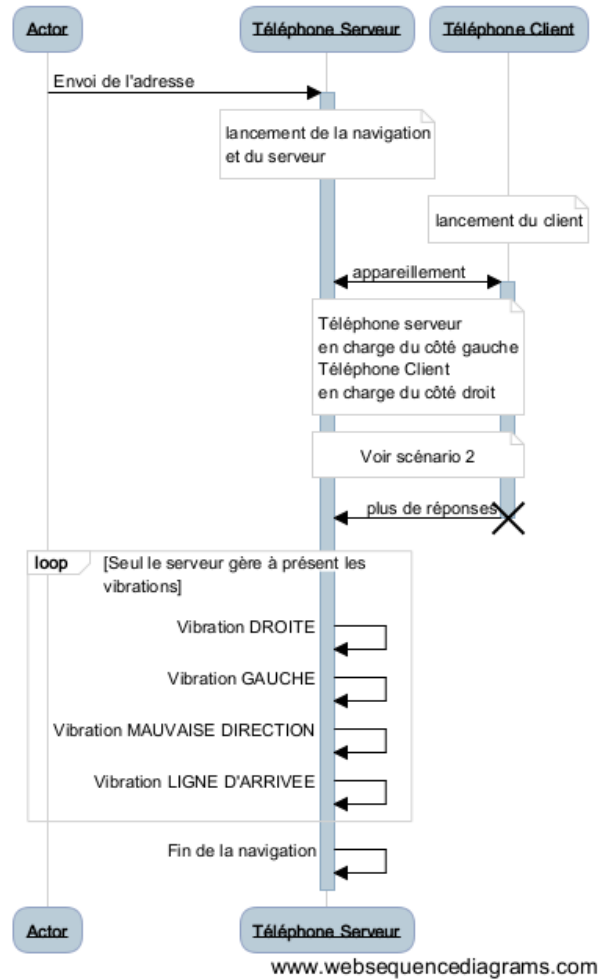 Actor
Téléphone Serveur
Téléphone Client
Envoi de l'adresse
lancement de la navigation
et du serveur
lancement du client
appareillement
Téléphone serveur
en charge du côté gauche
Téléphone Client
en charge du côté droit
Voir scénario 2
plus de réponses
loop
[Seul le serveur gère à présent les
vibrations]
Vibration DROITE
Vibration GAUCHE
Vibration MAUVAISE DIRECTION
Vibration LIGNE D'ARRIVEE
Fin de la navigation
Actor
Téléphone Serveur
www.websequencediagrams.com